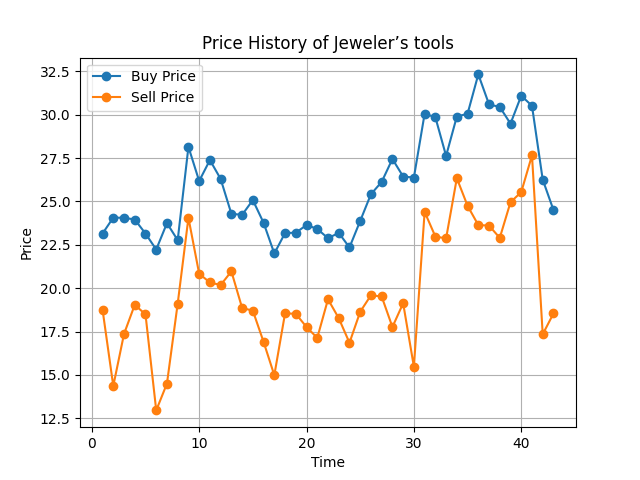 Price History of Jeweler’s tools
Buy Price
Sell Price
Price
32.5
30.0
27.5
25.0
22.5
20.0
17.5
15.0
12.5
0 10 20 30 40
Time